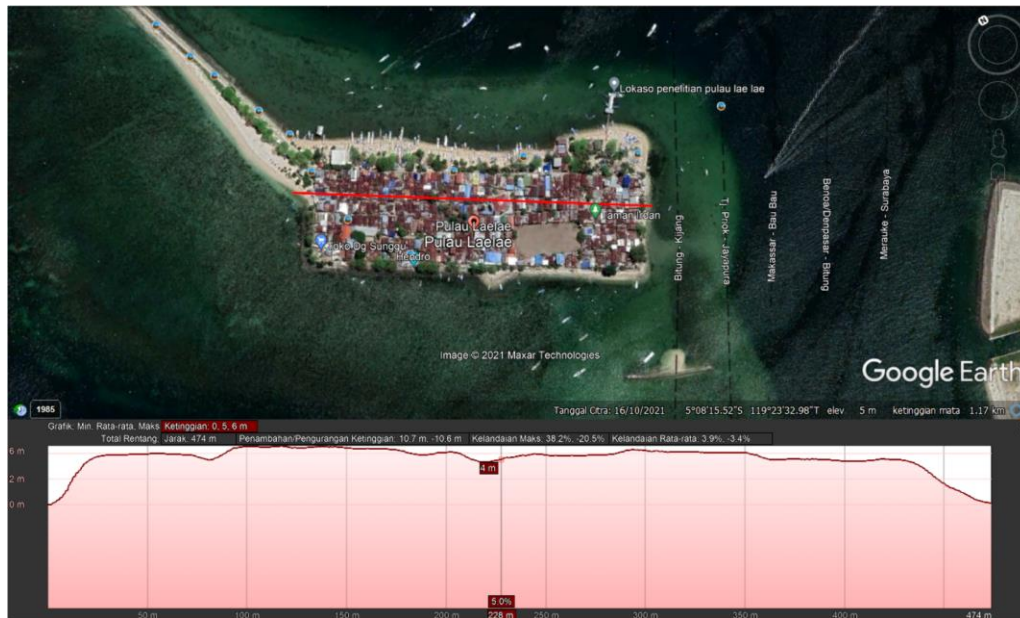 Lokaso penelitian pulau lae lae
Taman Irdan
Pulau Laelae
Pulau Laelae
Toko Og Sunggu
Hendro
Bitung - Kijang
Tj. Priok - Jayapura
Makassar - Bau Bau
Benoa/Denpasar - Bitung
Merauke - Surabaya
Image © 2021 Maxar Technologies
Google Earth
1985
Tanggal Citra: 16/10/2021 5°08'15.52"S 119°23'32.98"T elev 5 m ketinggian mata 1.17 km
Grafik: Min. Rata-rata, Maks Ketinggian: 0, 5, 6 m
Total Rentang: Jarak: 474 m Penambahan/Pengurangan Ketinggian: 10,7 m, -10,6 m Kelandaian Maks: 38.2%, -20.5% Kelandaian Rata-rata: 3.9%, -3.4%
6 m
4 m
2 m
0 m
5.0%
50 m 100 m 150 m 200 m 228 m 250 m 300 m 350 m 400 m 474 m